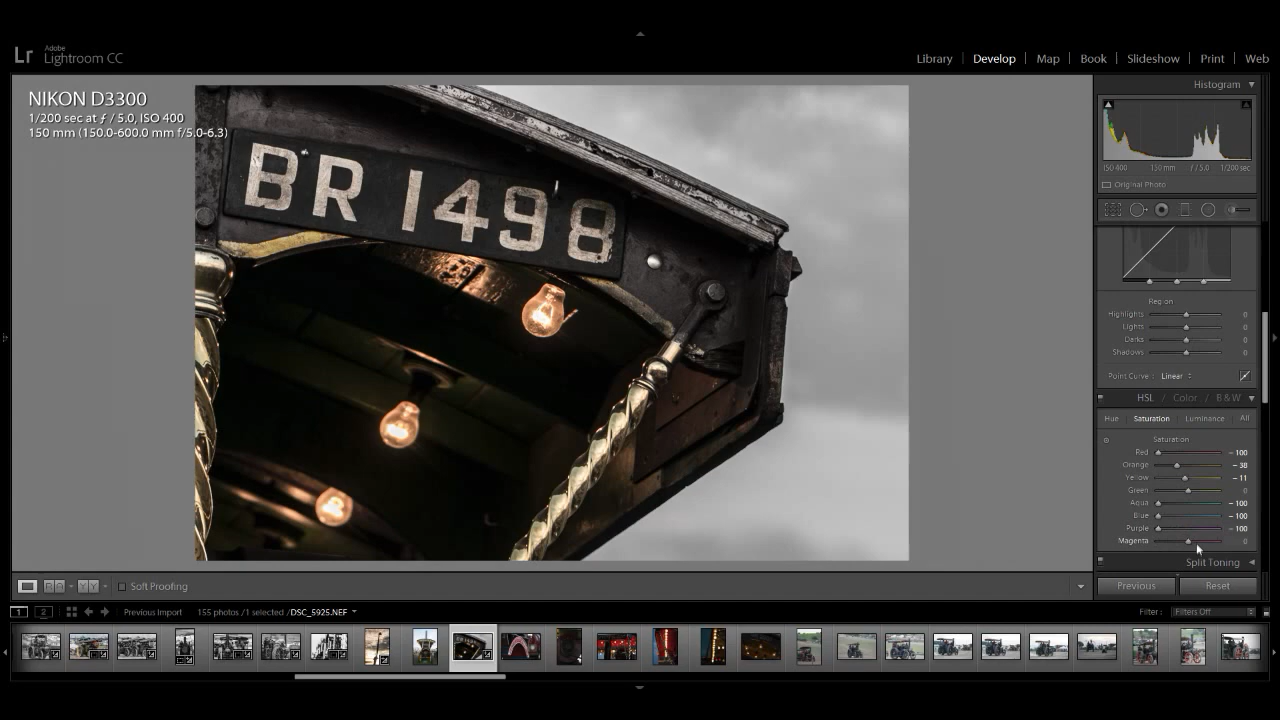 Lr Adobe Lightroom CC
Library Develop Map Book Slideshow Print Web
NIKON D3300
1/200 sec at ƒ / 5.0, ISO 400
150 mm (150.0-600.0 mm f/5.0-6.3)
BR 1498
Histogram
ISO 400 150 mm ƒ / 5.0 1/200 sec
Original Photo
Region
Highlights 0
Lights 0
Darks 0
Shadows 0
Point Curve : Linear
HSL / Color / B & W
Hue Saturation Luminance All
Saturation
Red - 100
Orange - 38
Yellow - 11
Green 0
Aqua - 100
Blue - 100
Purple - 100
Magenta 0
Split Toning
Previous Reset
R A Y Y Soft Proofing
1 2 Previous Import 155 photos / 1 selected / DSC_5925.NEF Filter : Filters Off